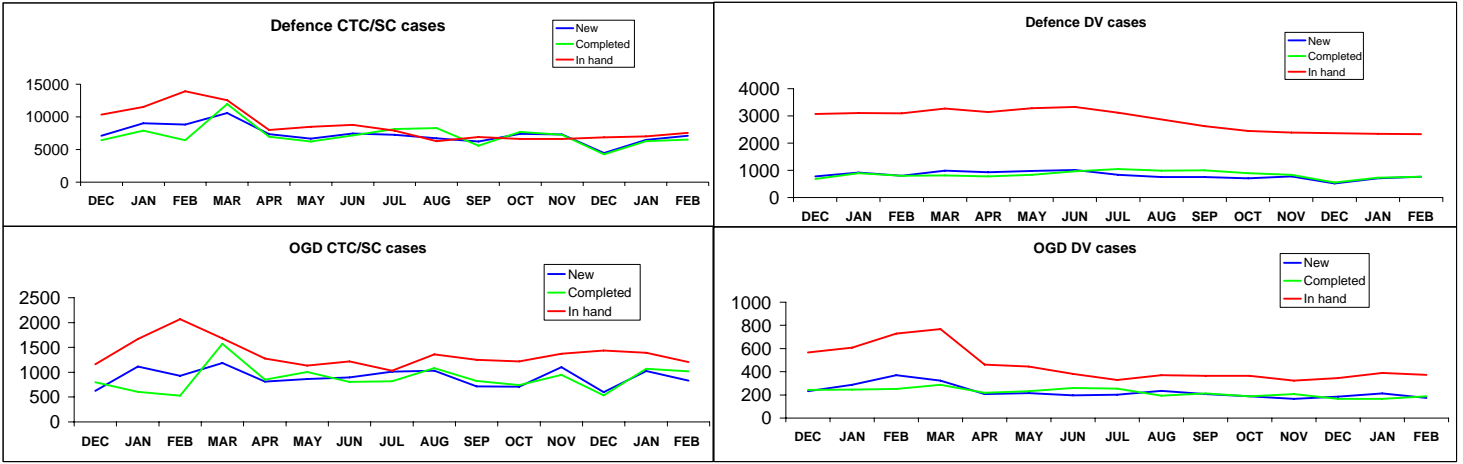 Defence CTC/SC cases
New
Completed
In hand
15000
10000
5000
0
DEC JAN FEB MAR APR MAY JUN JUL AUG SEP OCT NOV DEC JAN FEB
Defence DV cases
New
Completed
In hand
4000
3000
2000
1000
0
DEC JAN FEB MAR APR MAY JUN JUL AUG SEP OCT NOV DEC JAN FEB
OGD CTC/SC cases
New
Completed
In hand
2500
2000
1500
1000
500
0
DEC JAN FEB MAR APR MAY JUN JUL AUG SEP OCT NOV DEC JAN FEB
OGD DV cases
New
Completed
In hand
1000
800
600
400
200
0
DEC JAN FEB MAR APR MAY JUN JUL AUG SEP OCT NOV DEC JAN FEB